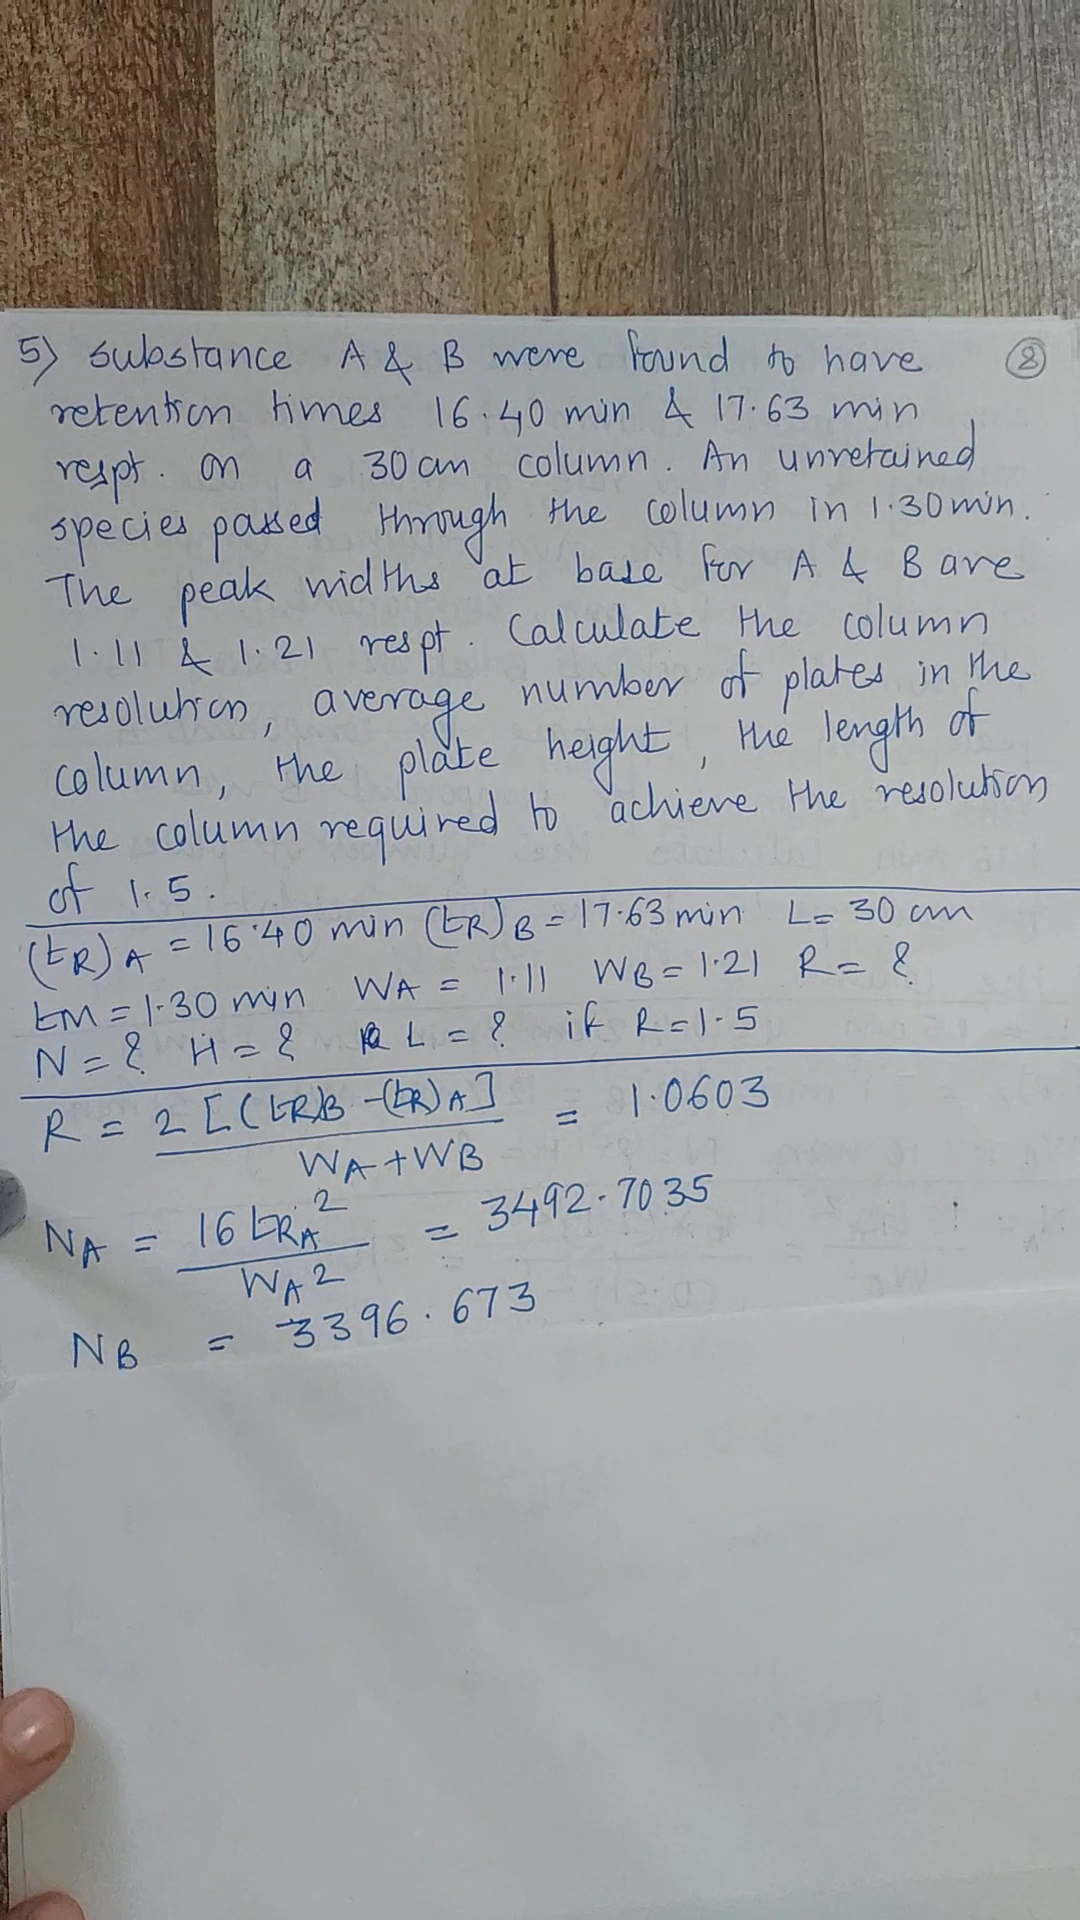 5) substance A & B were found to have ⑧
retention times 16.40 min & 17.63 min
respt. on a 30 cm column. An unretained
species passed through the column in 1.30 min.
The peak widths at base for A & B are
1.11 & 1.21 respt. Calculate the column
resolution, average number of plates in the
column, the plate height, the length of
the column required to achieve the resolution
of 1.5.
(tR)A = 16.40 min (tR)B = 17.63 min L = 30 cm
tM = 1.30 min WA = 1.11 WB = 1.21 R = ?
N = ? H = ? L = ? if R = 1.5
R = 2 [(tR)B - (tR)A] / WA + WB = 1.0603
NA = 16 tRA² / WA² = 3492.7035
NB = 3396.673